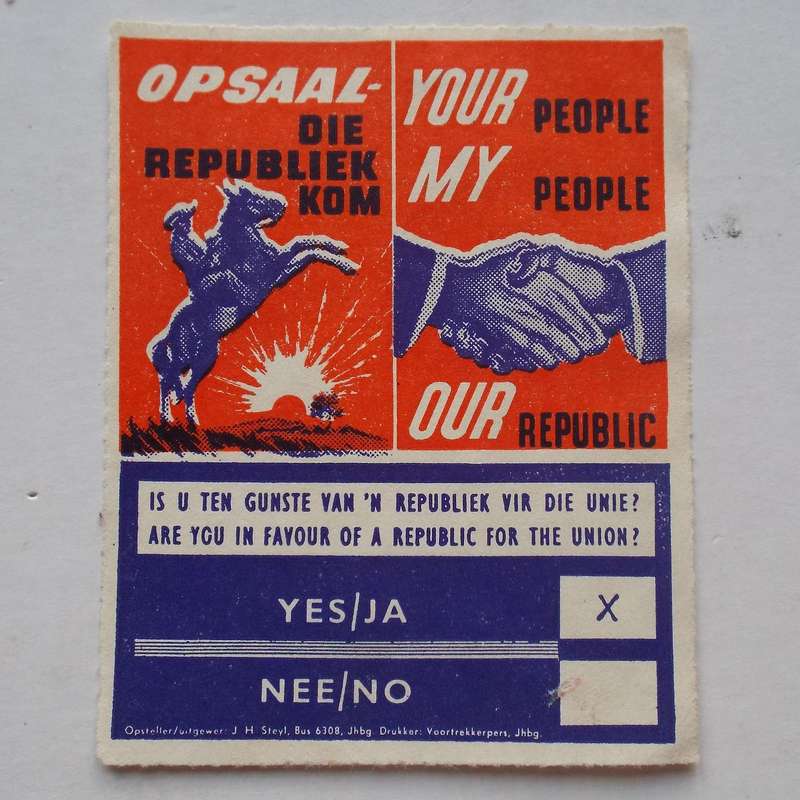 OPSAAL-
DIE
REPUBLIEK
KOM
YOUR PEOPLE
MY PEOPLE
OUR REPUBLIC
IS U TEN GUNSTE VAN 'N REPUBLIEK VIR DIE UNIE?
ARE YOU IN FAVOUR OF A REPUBLIC FOR THE UNION?
YES/JA X
NEE/NO
Opsteller/uitgewer: J H Steyl, Bus 6308, Jhbg. Drukker: Voortrekkerpers, Jhbg.